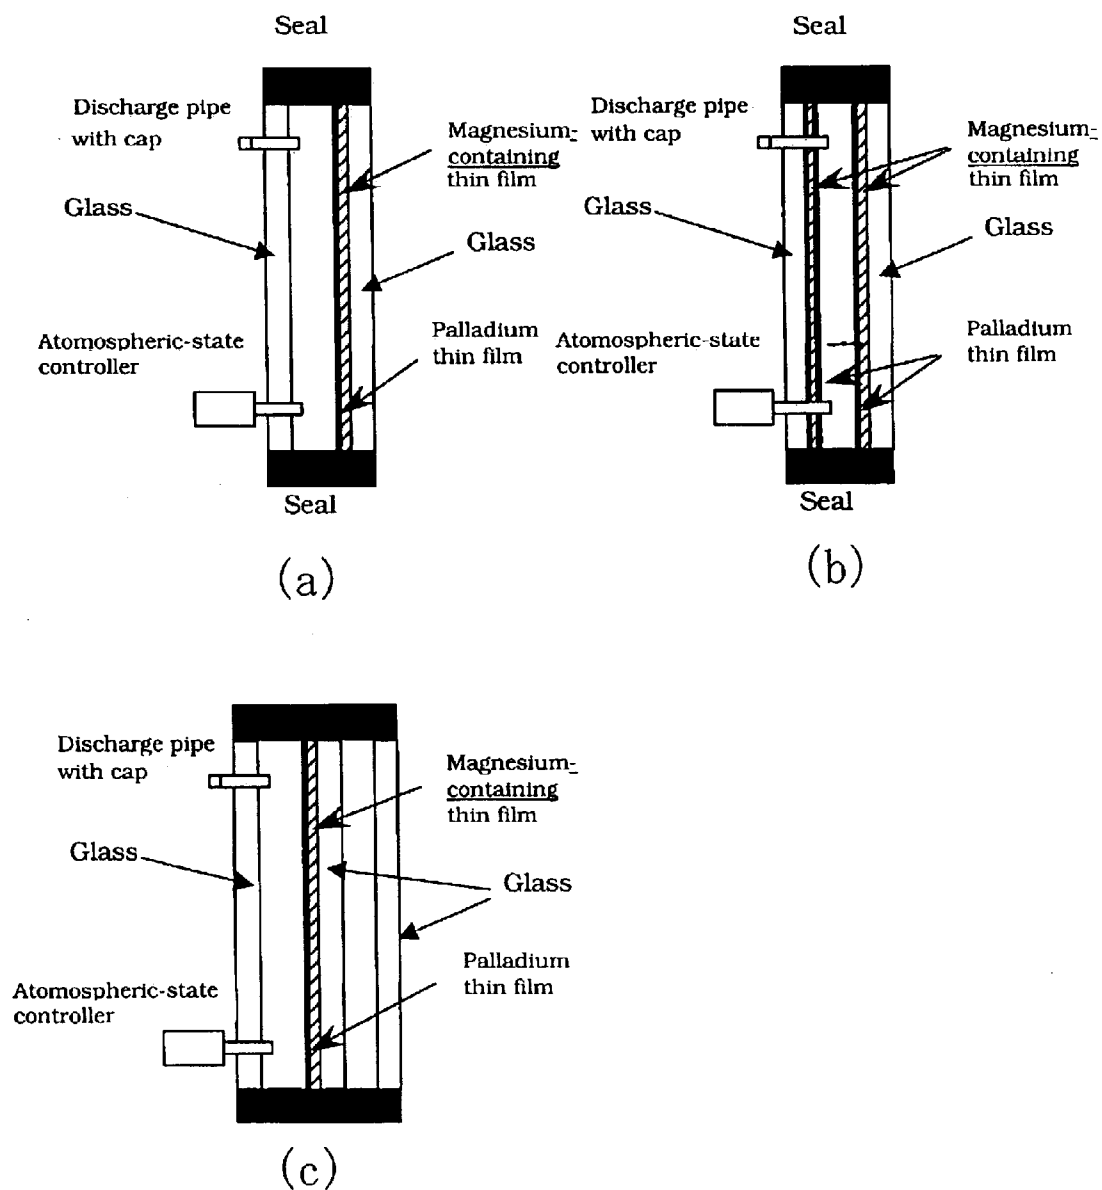 Seal
Discharge pipe
with cap
Magnesium-
containing
thin film
Glass
Glass
Atomospheric-state
controller
Palladium
thin film
Seal
(a)
Seal
Discharge pipe
with cap
Magnesium-
containing
thin film
Glass
Glass
Atomospheric-state
controller
Palladium
thin film
Seal
(b)
Discharge pipe
with cap
Magnesium-
containing
thin film
Glass
Glass
Palladium
thin film
Atomospheric-state
controller
(c)